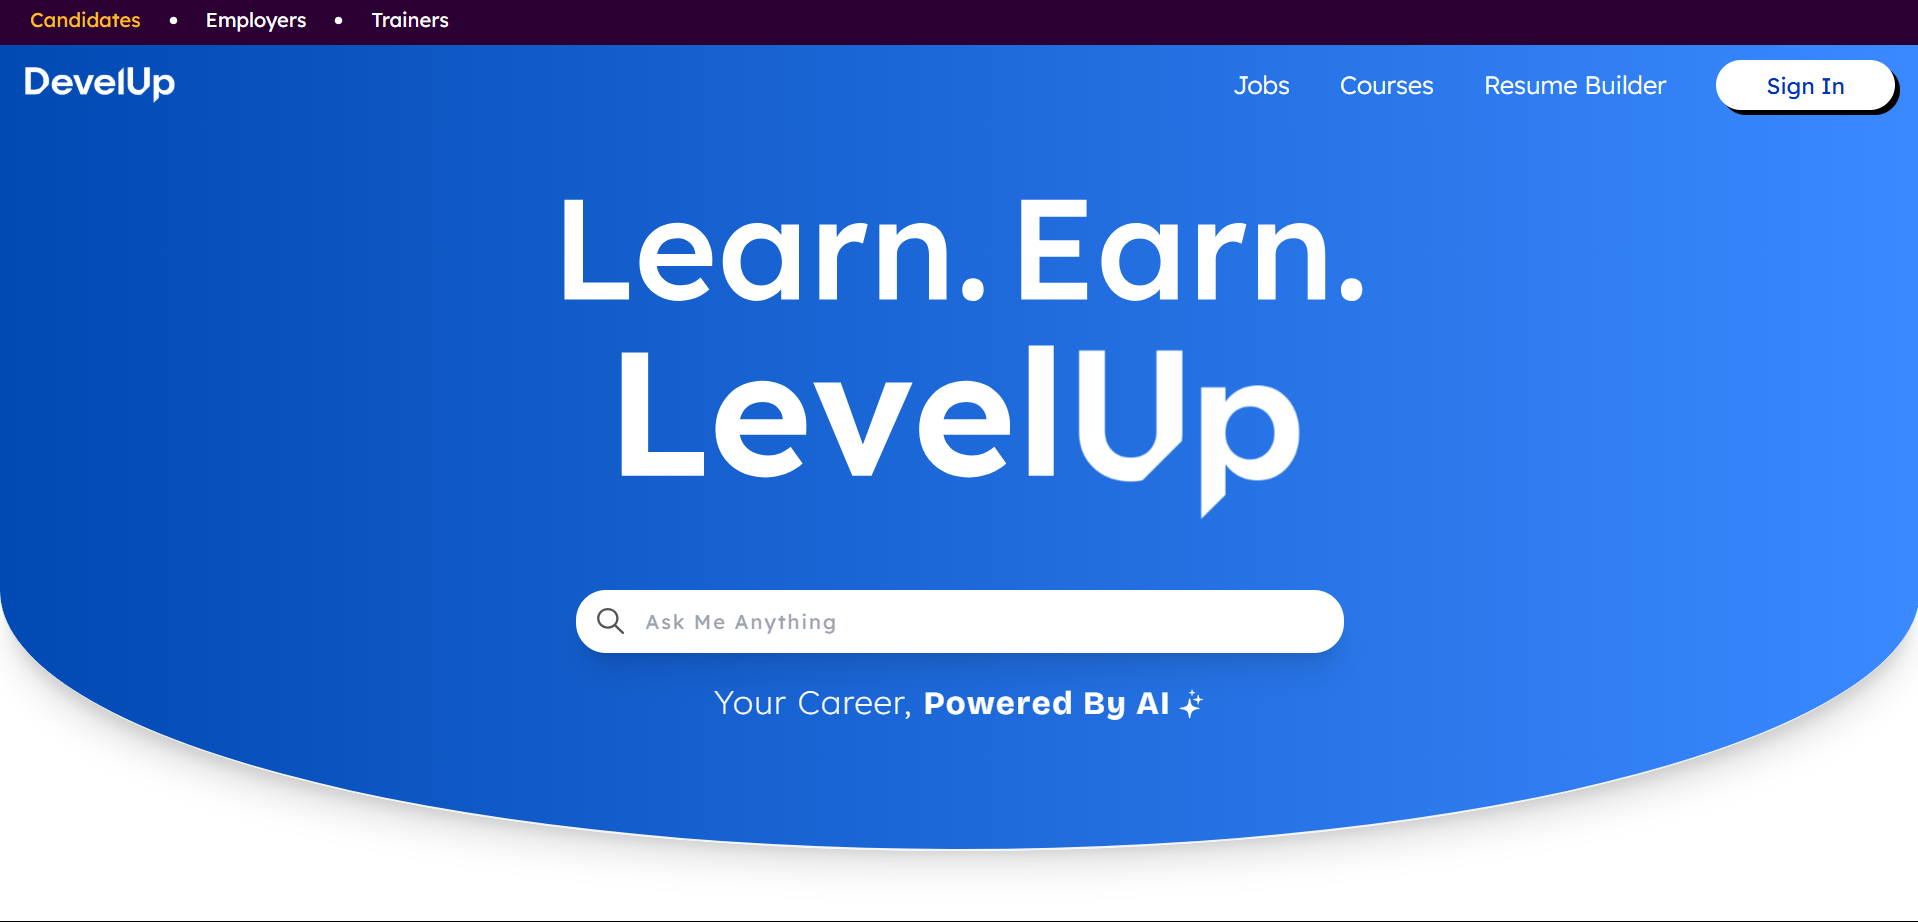 Candidates • Employers • Trainers
DevelUp
Jobs Courses Resume Builder Sign In
Learn. Earn.
LevelUp
Ask Me Anything
Your Career, Powered By AI